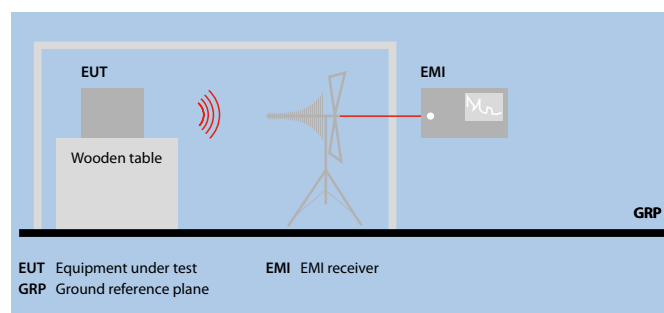 EUT
EMI
Wooden table
GRP
EUT Equipment under test
EMI EMI receiver
GRP Ground reference plane